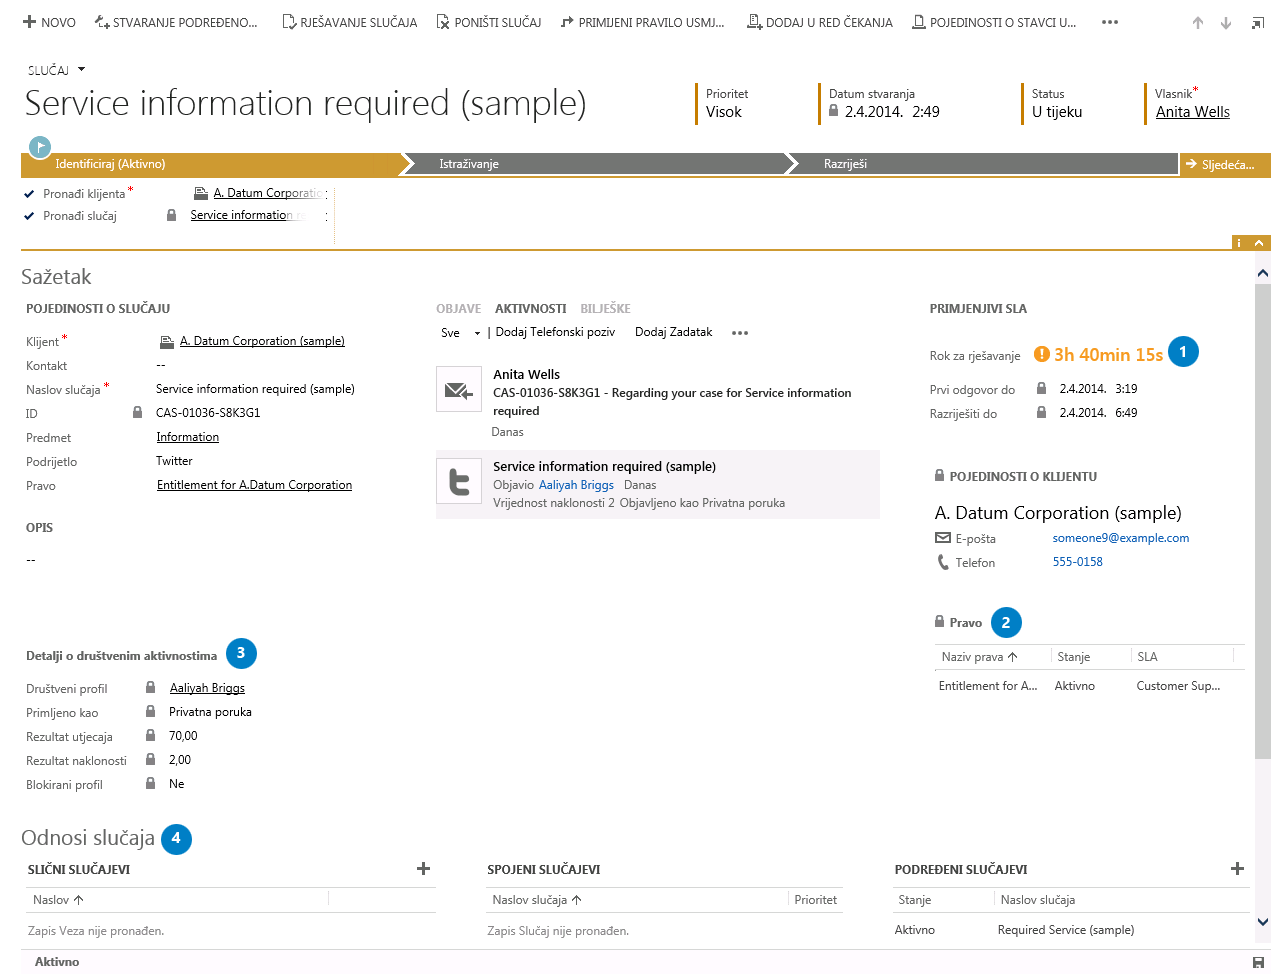 NOVO STVARANJE PODREĐENO... RJEŠAVANJE SLUČAJA PONIŠTI SLUČAJ PRIMIJENI PRAVILO USMJ... DODAJ U RED ČEKANJA POJEDINOSTI O STAVCI U... •••
SLUČAJ
Service information required (sample)
Prioritet
Visok
Datum stvaranja
2.4.2014. 2:49
Status
U tijeku
Vlasnik*
Anita Wells
Identificiraj (Aktivno) Istraživanje Razriješi Sljedeća...
Pronađi klijenta* A. Datum Corporatio
Pronađi slučaj Service information r
Sažetak
POJEDINOSTI O SLUČAJU
Klijent* A. Datum Corporation (sample)
Kontakt --
Naslov slučaja* Service information required (sample)
ID CAS-01036-S8K3G1
Predmet Information
Podrijetlo Twitter
Pravo Entitlement for A.Datum Corporation
OPIS
--
Detalji o društvenim aktivnostima 3
Društveni profil Aaliyah Briggs
Primljeno kao Privatna poruka
Rezultat utjecaja 70,00
Rezultat naklonosti 2,00
Blokirani profil Ne
OBJAVE AKTIVNOSTI BILJEŠKE
Sve | Dodaj Telefonski poziv Dodaj Zadatak •••
Anita Wells
CAS-01036-S8K3G1 - Regarding your case for Service information
required
Danas
Service information required (sample)
Objavio Aaliyah Briggs Danas
Vrijednost naklonosti 2 Objavljeno kao Privatna poruka
PRIMJENJIVI SLA
Rok za rješavanje 3h 40min 15s 1
Prvi odgovor do 2.4.2014. 3:19
Razriješiti do 2.4.2014. 6:49
POJEDINOSTI O KLIJENTU
A. Datum Corporation (sample)
E-pošta someone9@example.com
Telefon 555-0158
Pravo 2
Naziv prava Stanje SLA
Entitlement for A... Aktivno Customer Sup...
Odnosi slučaja 4
SLIČNI SLUČAJEVI
Naslov
Zapis Veza nije pronađen.
SPOJENI SLUČAJEVI
Naslov slučaja Prioritet
Zapis Slučaj nije pronađen.
PODREĐENI SLUČAJEVI
Stanje Naslov slučaja
Aktivno Required Service (sample)
Aktivno